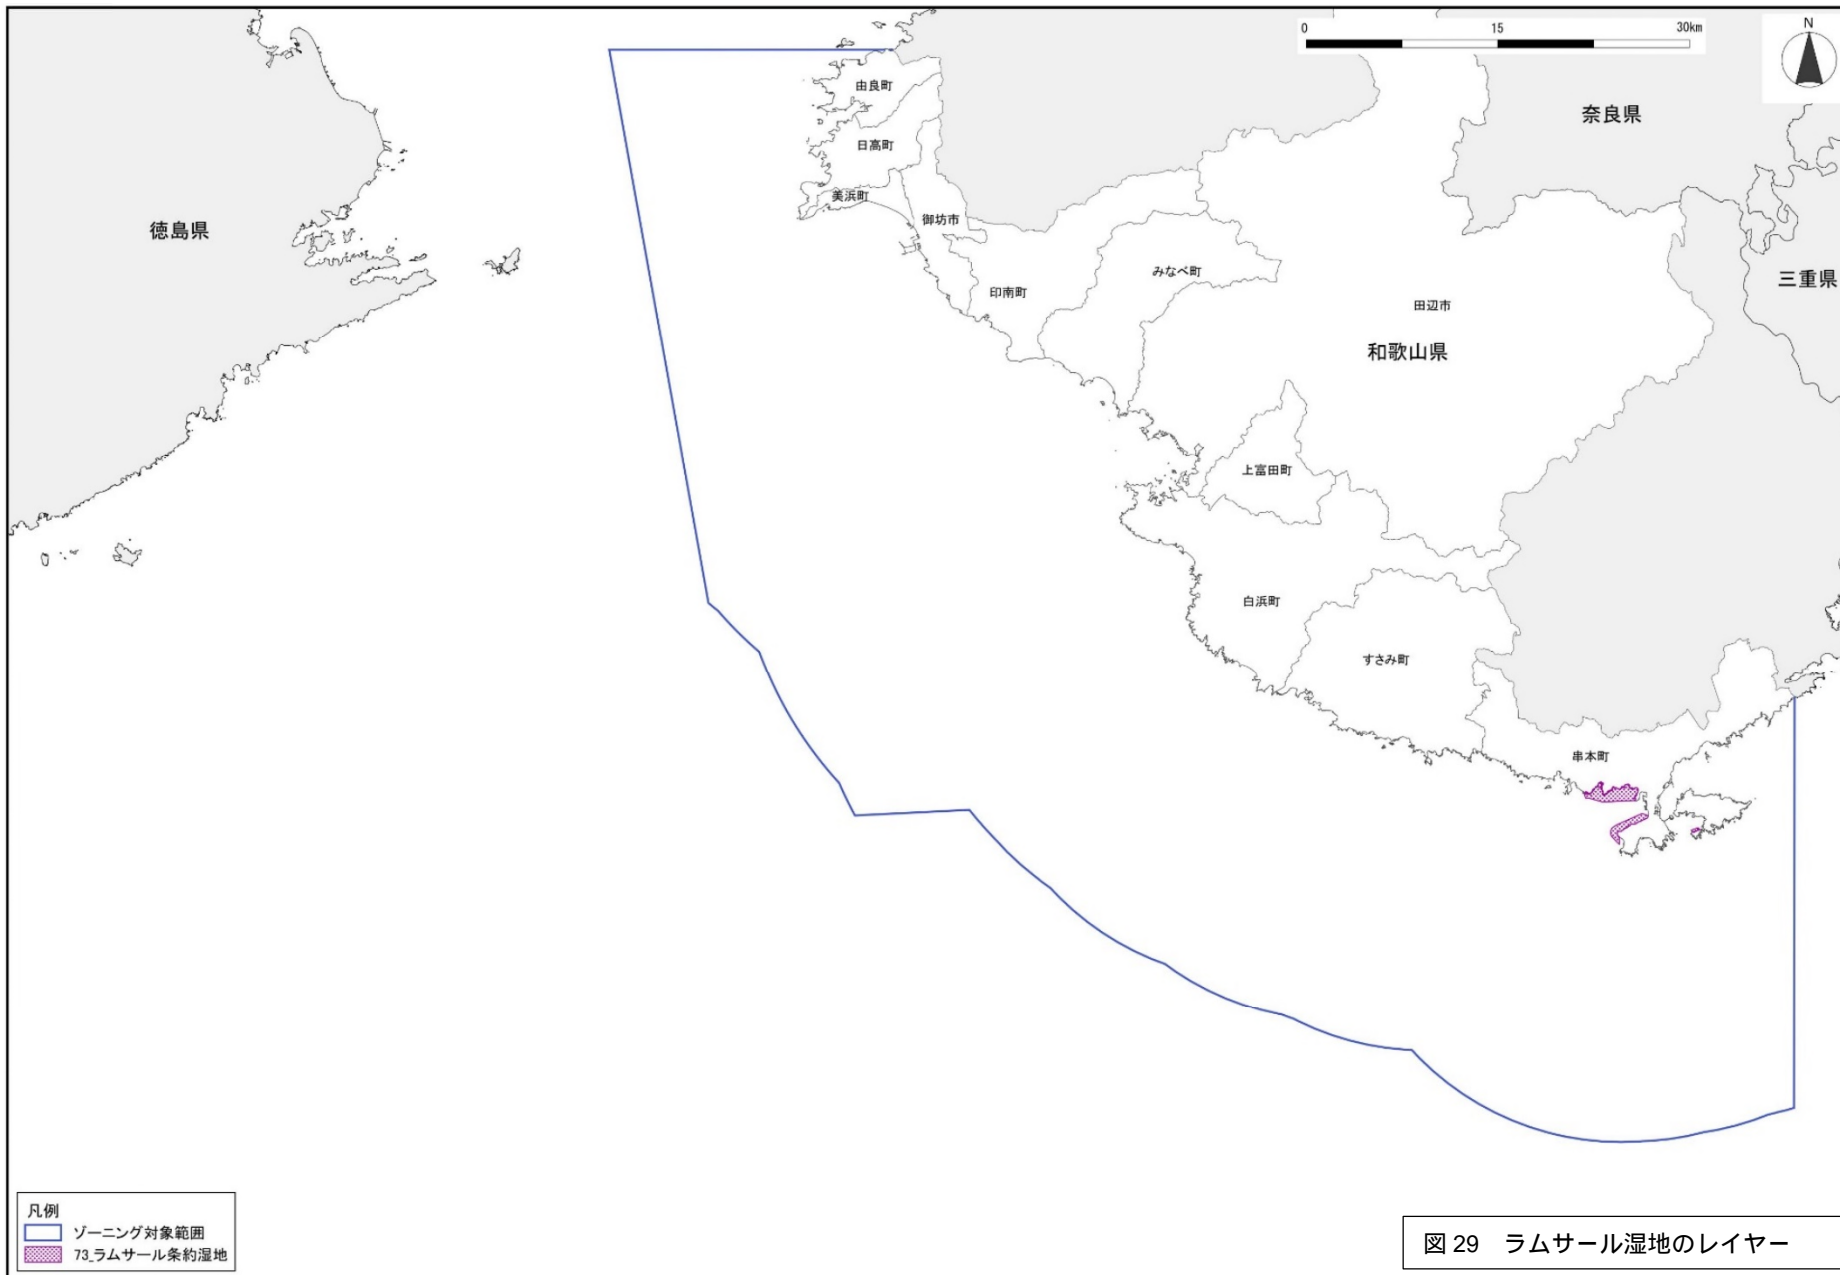 0 15 30km
N
由良町
奈良県
日高町
美浜町
御坊市
徳島県
みなべ町
三重県
印南町
田辺市
和歌山県
上富田町
白浜町
すさみ町
串本町
凡例
ゾーニング対象範囲
73_ラムサール条約湿地
図 29 ラムサール湿地のレイヤー